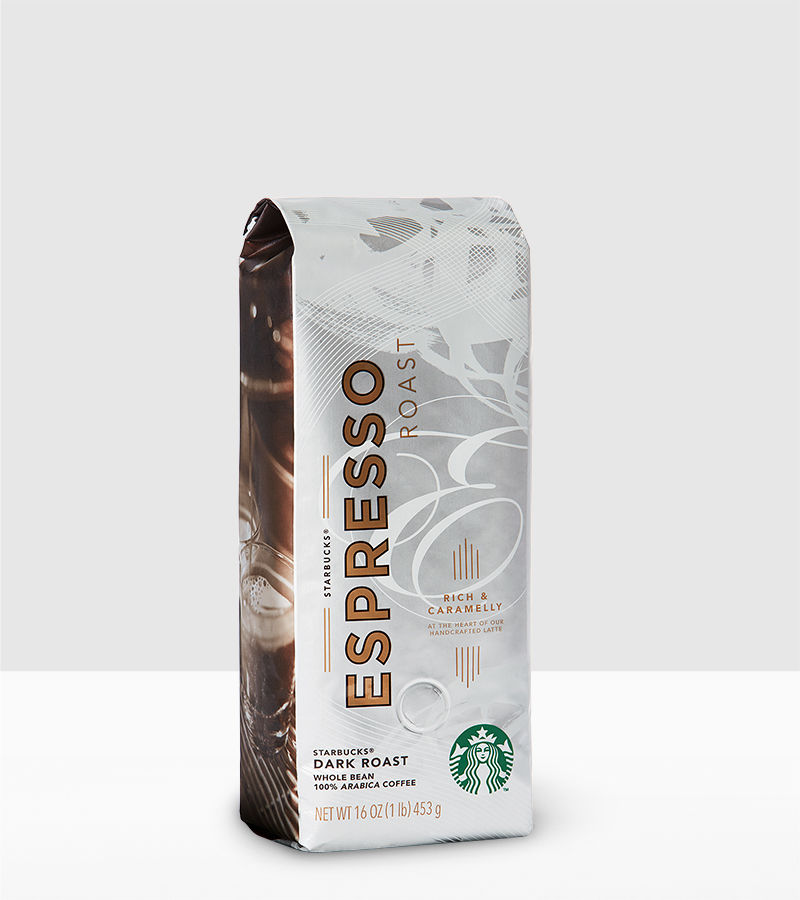 STARBUCKS®
ESPRESSO
ROAST
RICH &
CARAMELLY
AT THE HEART OF OUR
HANDCRAFTED LATTE
STARBUCKS®
DARK ROAST
WHOLE BEAN
100% ARABICA COFFEE
NET WT 16 OZ (1 lb) 453 g
TM